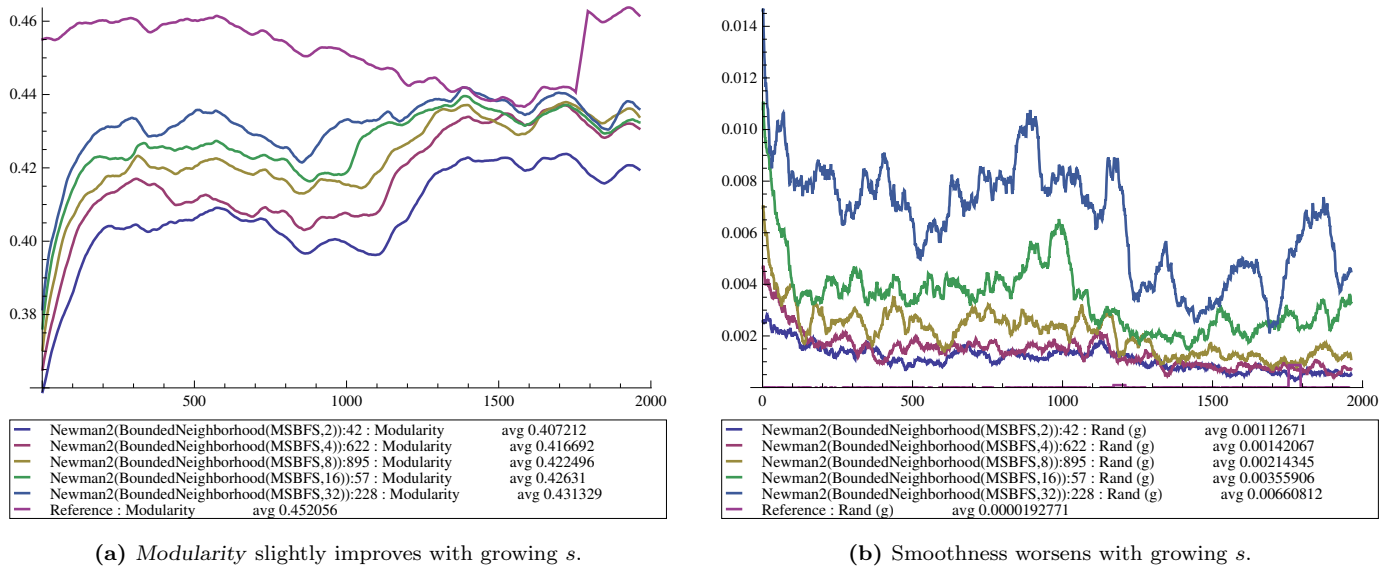 0.46
0.44
0.42
0.40
0.38
500
1000
1500
2000
Newman2(BoundedNeighborhood(MSBFS,2)):42 : Modularity avg 0.407212
Newman2(BoundedNeighborhood(MSBFS,4)):622 : Modularity avg 0.416692
Newman2(BoundedNeighborhood(MSBFS,8)):895 : Modularity avg 0.422496
Newman2(BoundedNeighborhood(MSBFS,16)):57 : Modularity avg 0.42631
Newman2(BoundedNeighborhood(MSBFS,32)):228 : Modularity avg 0.431329
Reference : Modularity avg 0.452056
(a) Modularity slightly improves with growing s.
0.014
0.012
0.010
0.008
0.006
0.004
0.002
0
500
1000
1500
2000
Newman2(BoundedNeighborhood(MSBFS,2)):42 : Rand (g) avg 0.00112671
Newman2(BoundedNeighborhood(MSBFS,4)):622 : Rand (g) avg 0.00142067
Newman2(BoundedNeighborhood(MSBFS,8)):895 : Rand (g) avg 0.00214345
Newman2(BoundedNeighborhood(MSBFS,16)):57 : Rand (g) avg 0.00355906
Newman2(BoundedNeighborhood(MSBFS,32)):228 : Rand (g) avg 0.00660812
Reference : Rand (g) avg 0.0000192771
(b) Smoothness worsens with growing s.